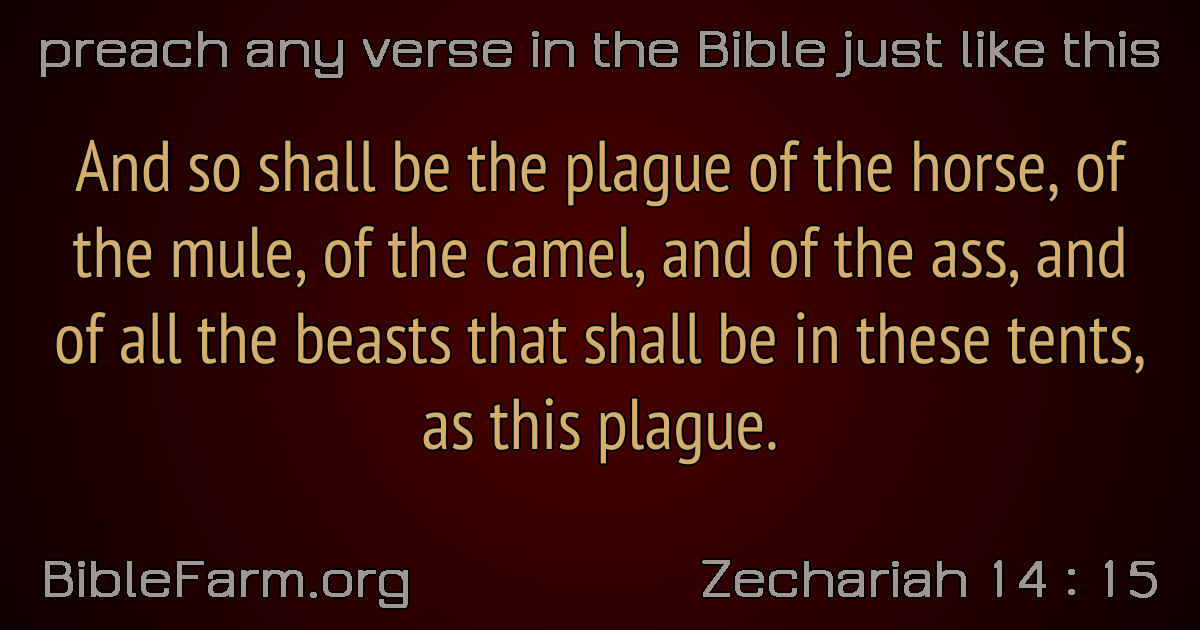 preach any verse in the Bible just like this
And so shall be the plague of the horse, of
the mule, of the camel, and of the ass, and
of all the beasts that shall be in these tents,
as this plague.
BibleFarm.org
Zechariah 14 : 15